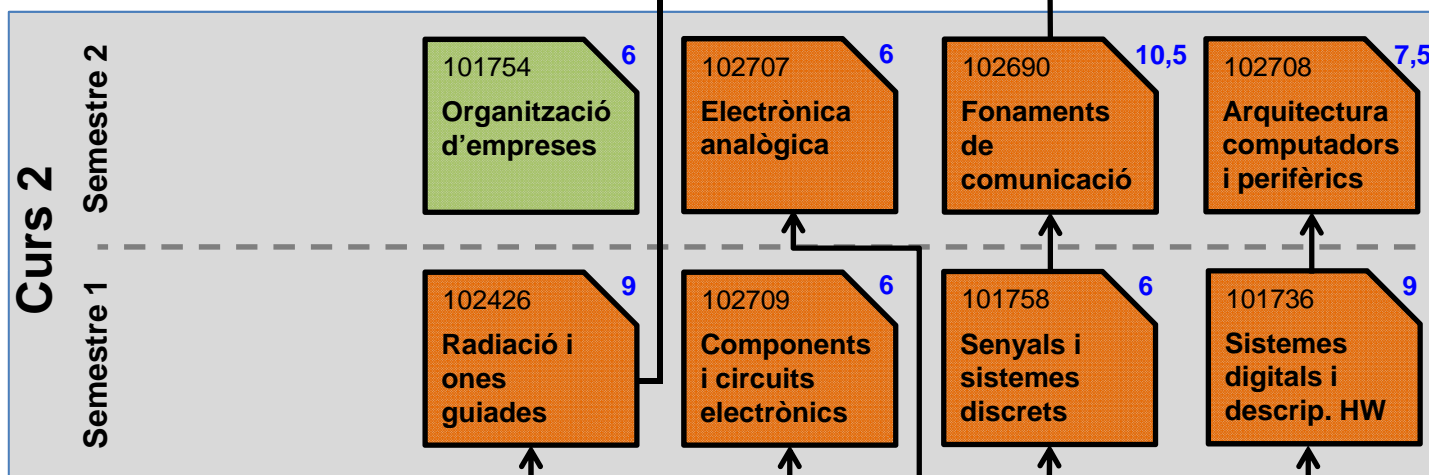 Curs 2
Semestre 2
101754
6
Organització
d’empreses
102707
6
Electrònica
analògica
102690
10,5
Fonaments
de
comunicació
102708
7,5
Arquitectura
computadors
i perifèrics
Semestre 1
102426
9
Radiació i
ones
guiades
102709
6
Components
i circuits
electrònics
101758
6
Senyals i
sistemes
discrets
101736
9
Sistemes
digitals i
descrip. HW